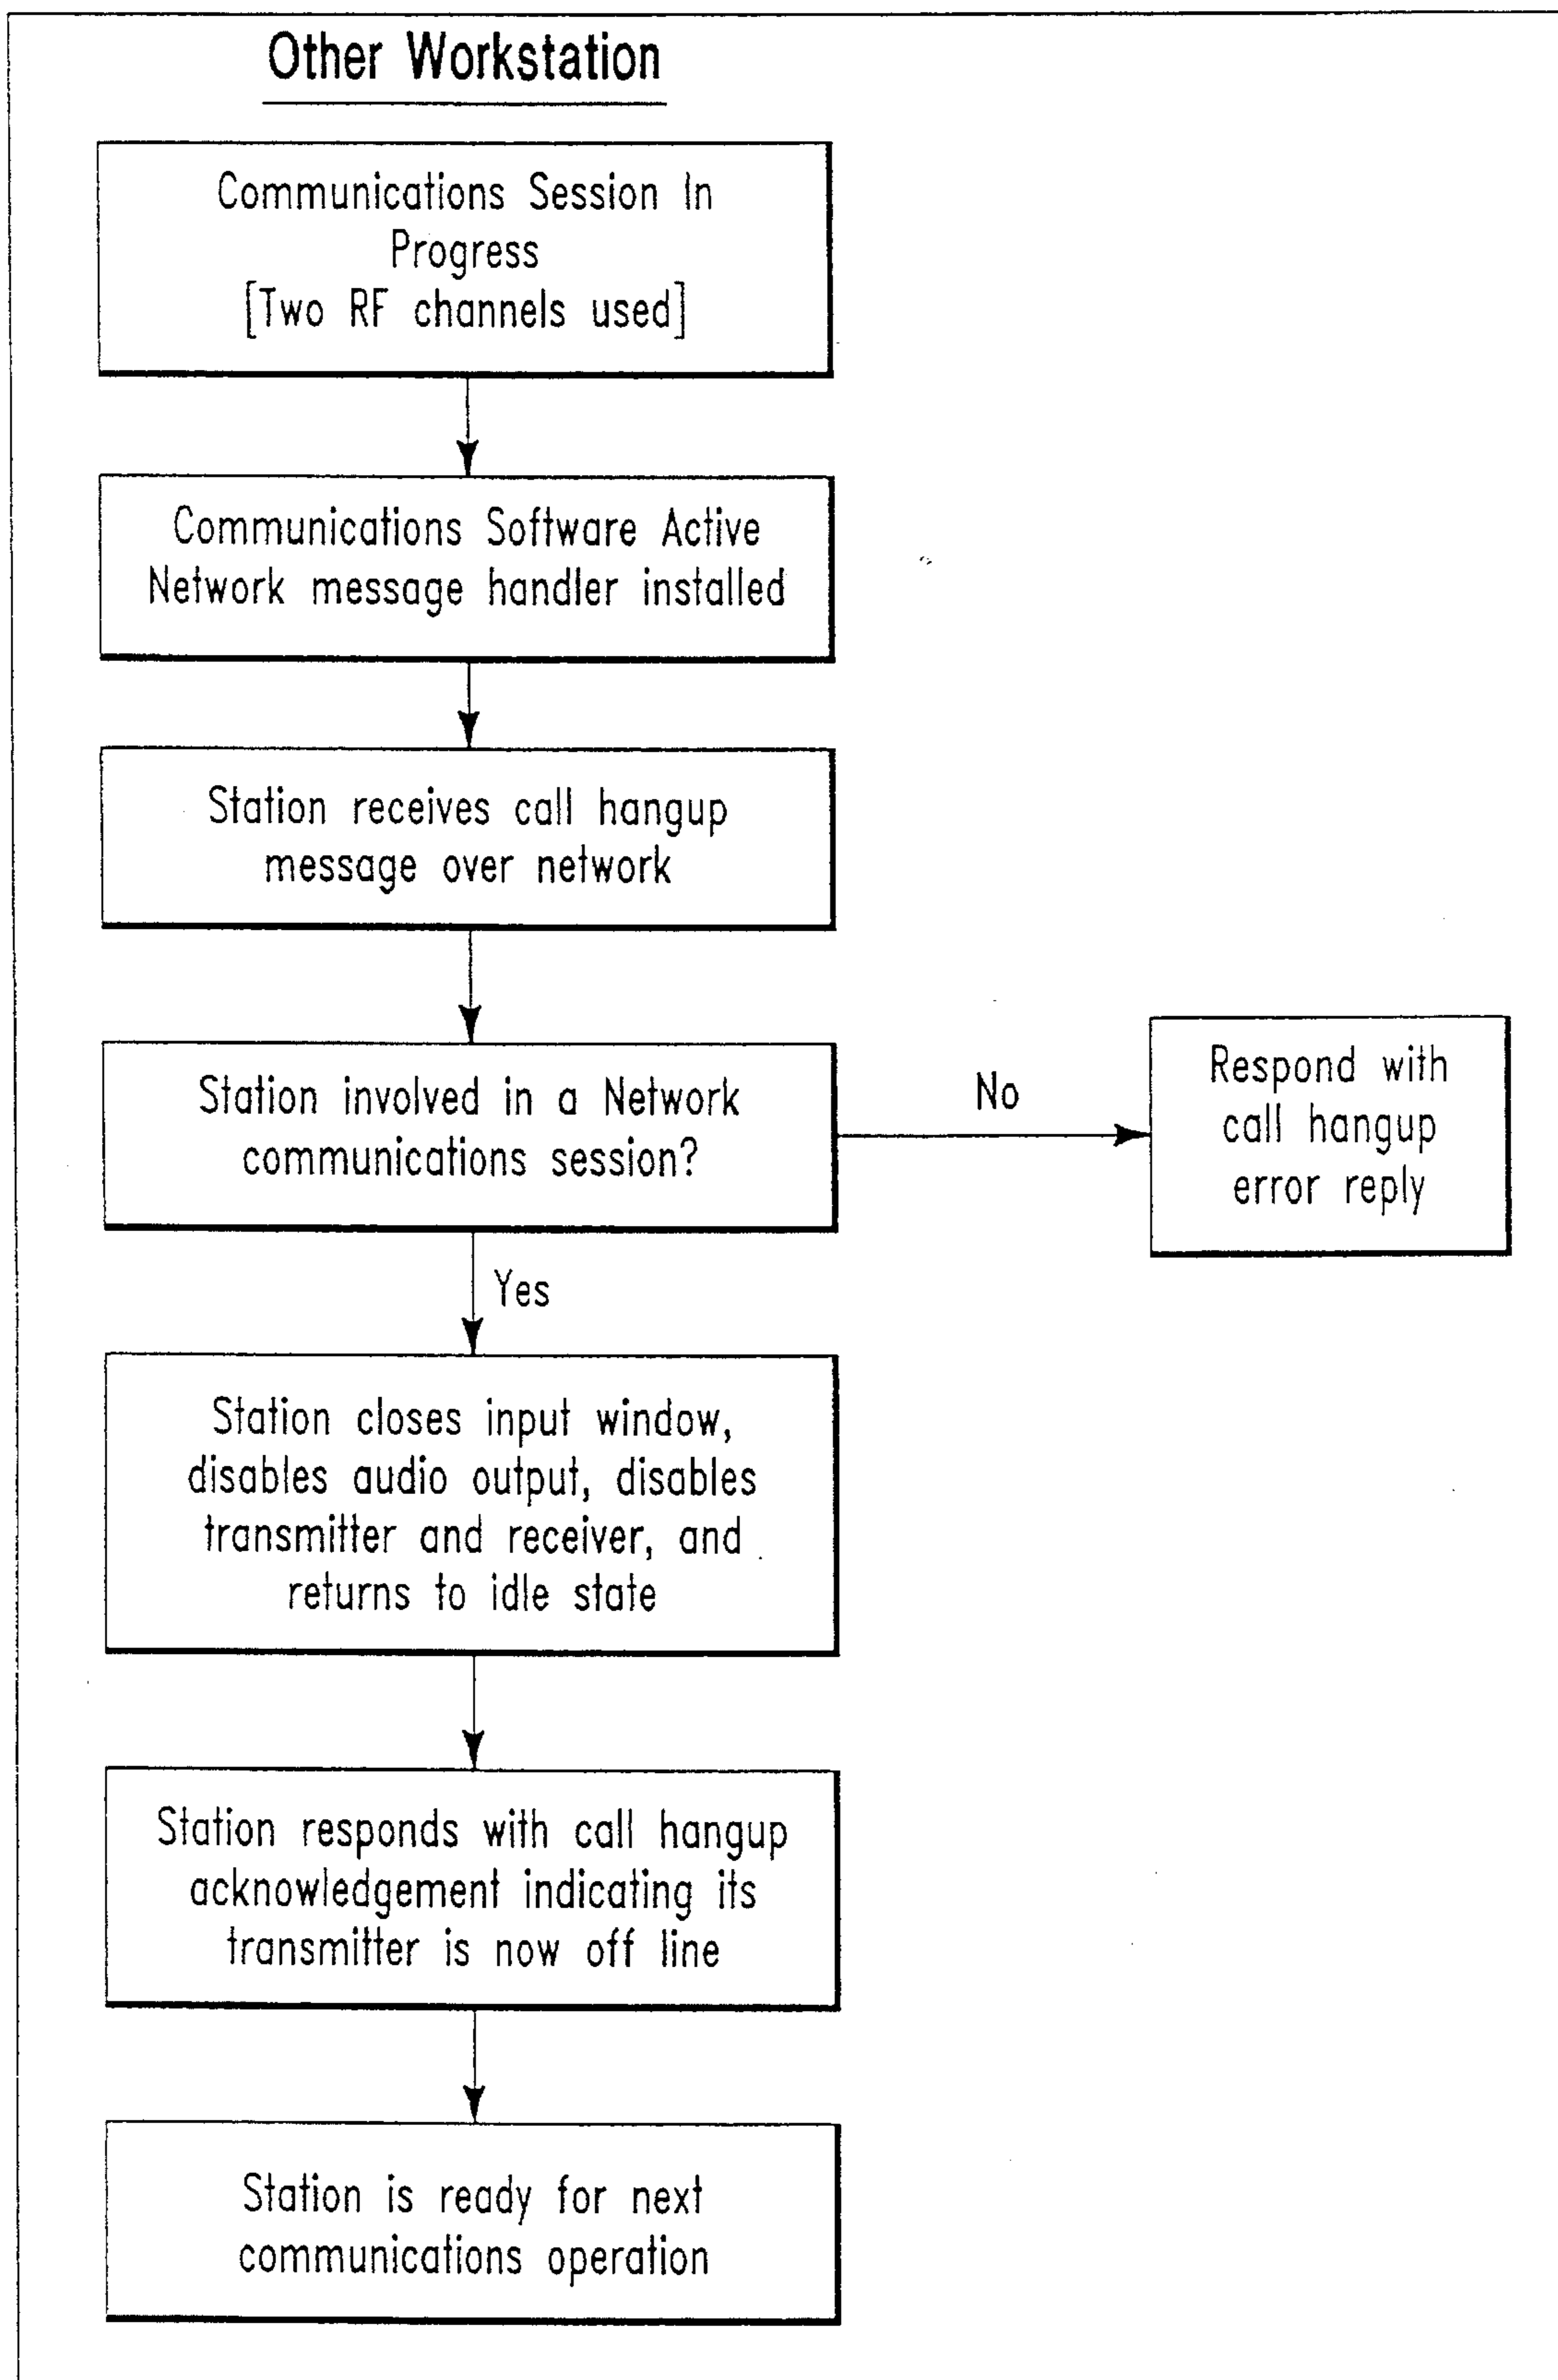 Other Workstation
Communications Session In
Progress
[Two RF channels used]
Communications Software Active
Network message handler installed
Station receives call hangup
message over network
Station involved in a Network
communications session?
No
Respond with
call hangup
error reply
Yes
Station closes input window,
disables audio output, disables
transmitter and receiver, and
returns to idle state
Station responds with call hangup
acknowledgement indicating its
transmitter is now off line
Station is ready for next
communications operation